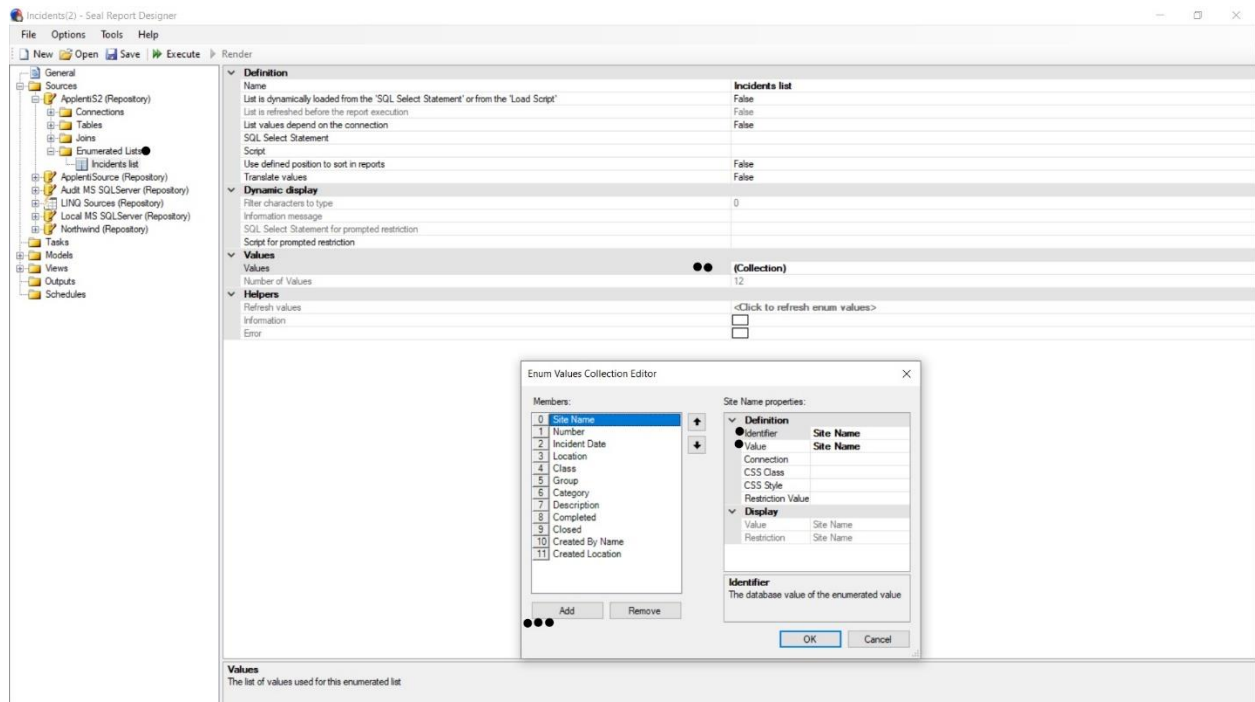 Incidents(2) - Seal Report Designer
File Options Tools Help
New Open Save Execute Render
General
Sources
ApplentiS2 (Repository)
Connections
Tables
Joins
Enumerated Lists
Incidents list
ApplentiSource (Repository)
Audit MS SQLServer (Repository)
LINQ Sources (Repository)
Local MS SQLServer (Repository)
Northwind (Repository)
Tasks
Models
Views
Outputs
Schedules
Definition
Name Incidents list
List is dynamically loaded from the 'SQL Select Statement' or from the 'Load Script' False
List is refreshed before the report execution False
List values depend on the connection False
SQL Select Statement
Script
Use defined position to sort in reports False
Translate values False
Dynamic display
Filter characters to type 0
Information message
SQL Select Statement for prompted restriction
Script for prompted restriction
Values
Values (Collection)
Number of Values 12
Helpers
Refresh values <Click to refresh enum values>
Information
Error
Enum Values Collection Editor
Members:
0 Site Name
1 Number
2 Incident Date
3 Location
4 Class
5 Group
6 Category
7 Description
8 Completed
9 Closed
10 Created By Name
11 Created Location
Add Remove
Site Name properties:
Definition
Identifier Site Name
Value Site Name
Connection
CSS Class
CSS Style
Restriction Value
Display
Value Site Name
Restriction Site Name
Identifier
The database value of the enumerated value
OK Cancel
Values
The list of values used for this enumerated list